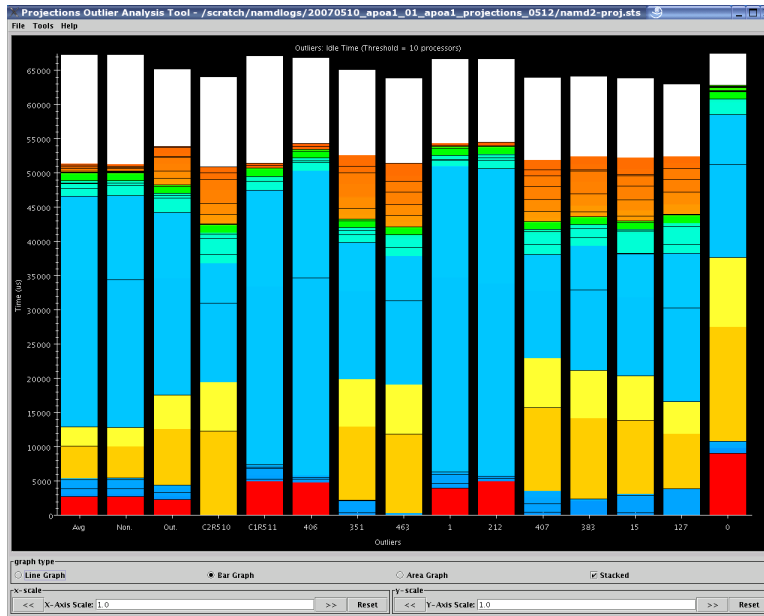 Projections Outlier Analysis Tool - /scratch/namdlogs/20070510_apoa1_01_apoa1_projections_0512/namd2-proj.sts
File Tools Help
Outliers: Idle Time (Threshold = 10 processors)
65000
60000
55000
50000
45000
40000
35000
30000
25000
20000
15000
10000
5000
0
Time (us)
Avg Non. Out. C2R510 C1R511 406 351 463 1 212 407 383 15 127 0
Outliers
graph type
Line Graph Bar Graph Area Graph Stacked
x-scale y-scale
<< X-Axis Scale: 1.0 >> Reset << Y-Axis Scale: 1.0 >> Reset